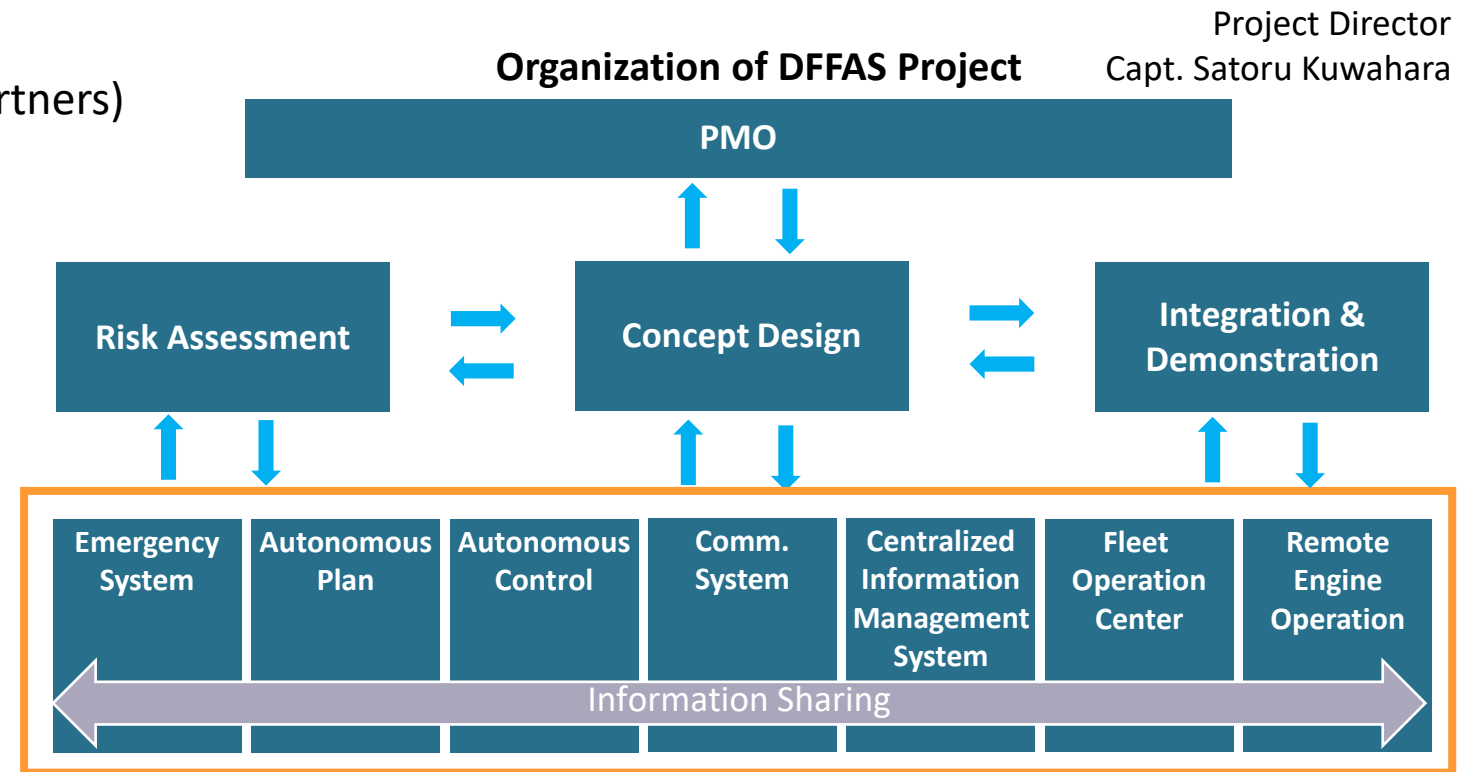 Project Director
Organization of DFFAS Project
Capt. Satoru Kuwahara
rtners)
PMO
Risk Assessment
Concept Design
Integration &
Demonstration
Emergency
System
Autonomous
Plan
Autonomous
Control
Comm.
System
Centralized
Information
Management
System
Fleet
Operation
Center
Remote
Engine
Operation
Information Sharing